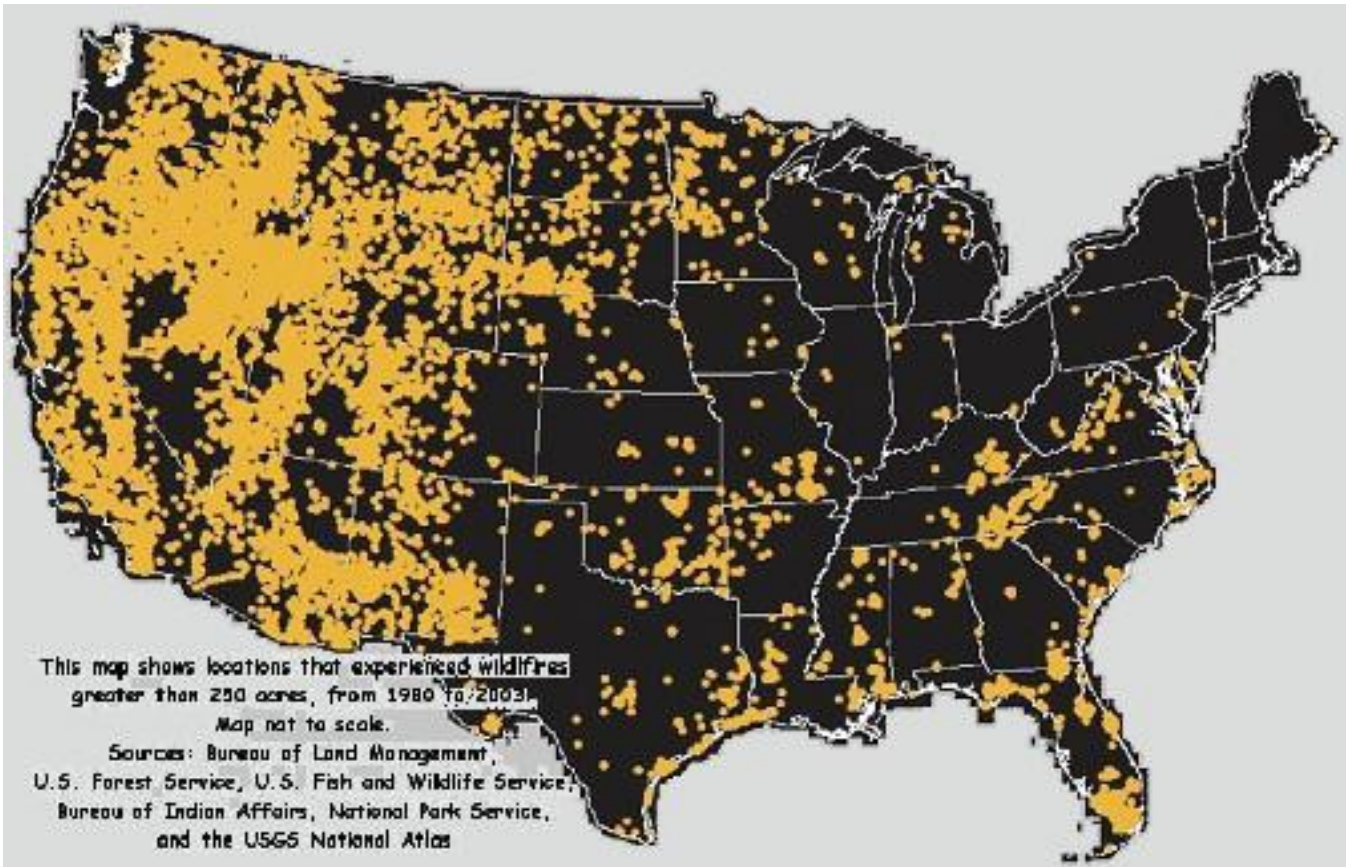 This map shows locations that experienced wildfires
greater than 250 acres, from 1980 to 2003.
Map not to scale.
Sources: Bureau of Land Management,
U.S. Forest Service, U.S. Fish and Wildlife Service,
Bureau of Indian Affairs, National Park Service,
and the USGS National Atlas